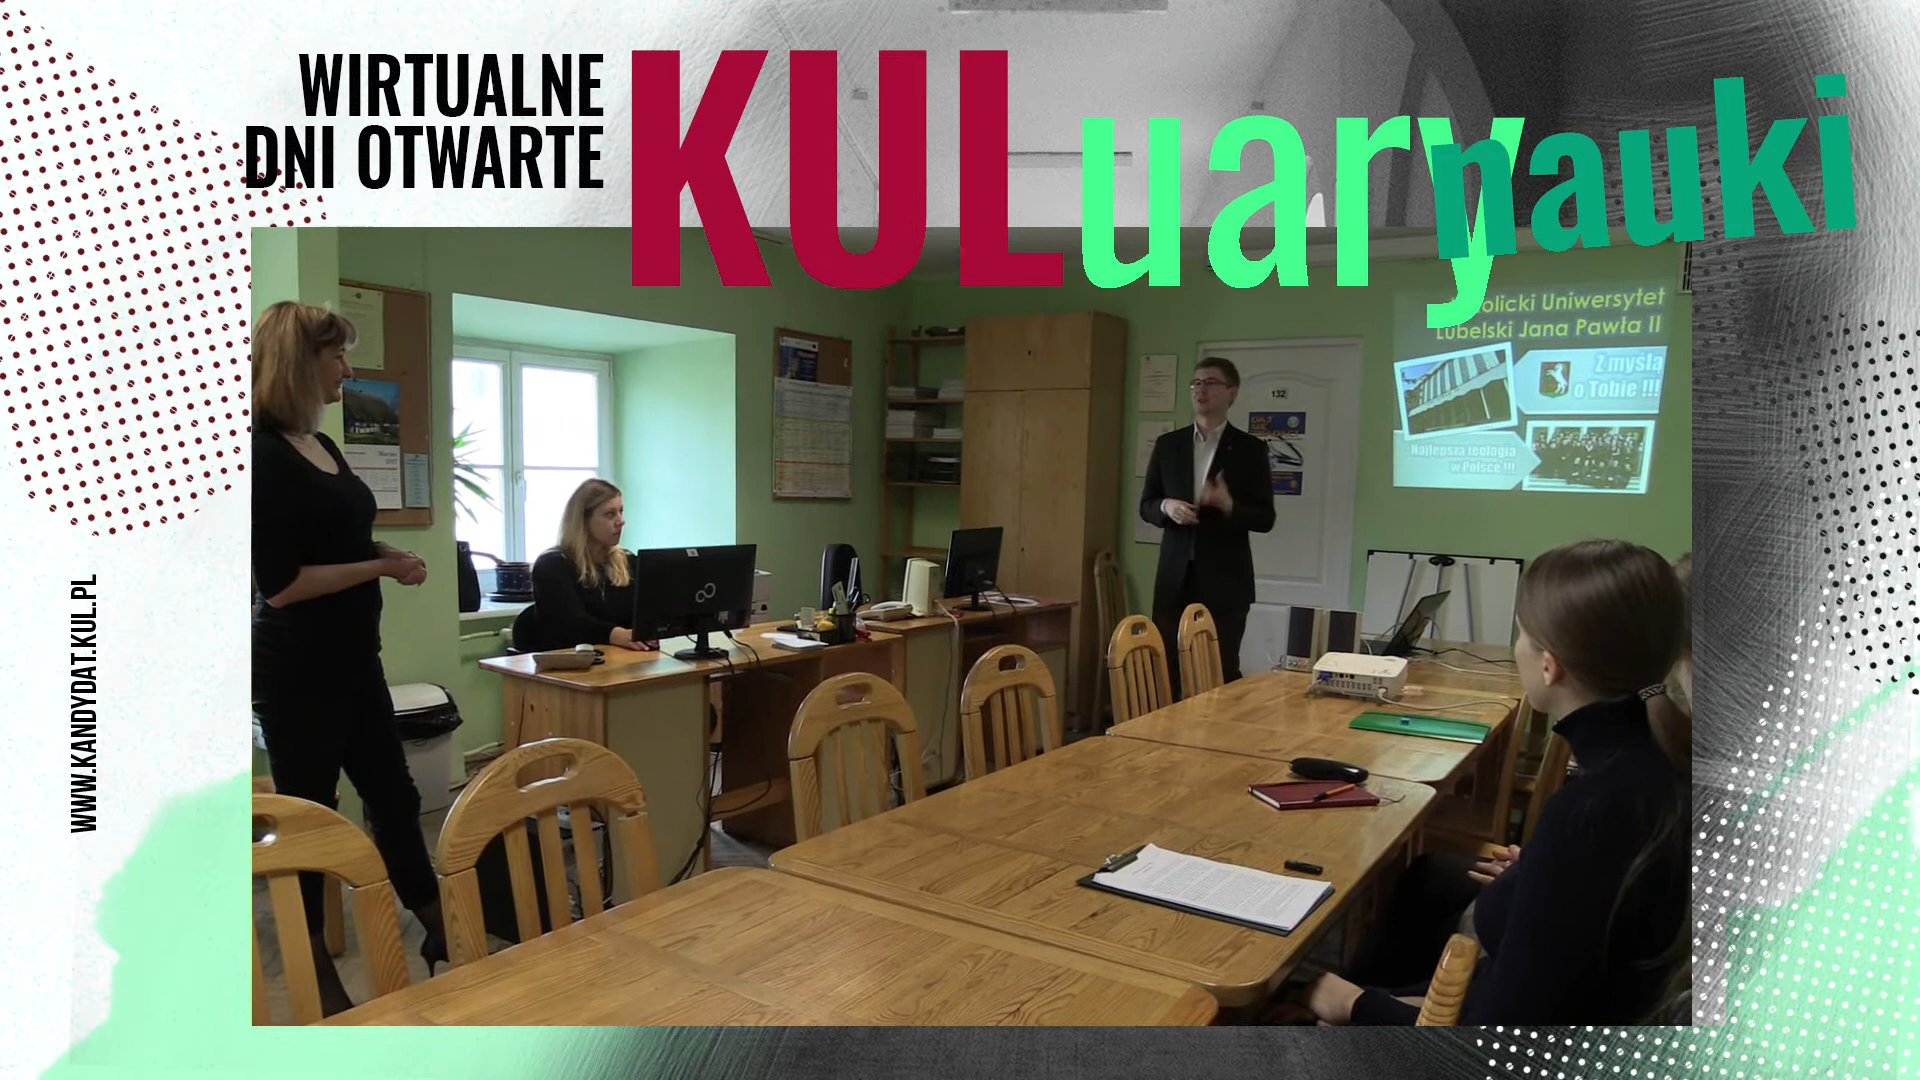 WIRTUALNE
DNI OTWARTE
KULuary nauki
olicki Uniwersytet
Lubelski Jana Pawła II
Z myślą
o Tobie !!!
Najlepsza teologia
w Polsce !!!
132
WWW.KANDYDAT.KUL.PL